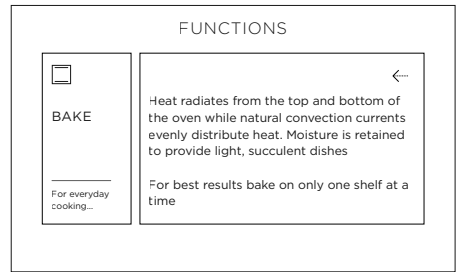 FUNCTIONS
BAKE
For everyday
cooking...
Heat radiates from the top and bottom of
the oven while natural convection currents
evenly distribute heat. Moisture is retained
to provide light, succulent dishes
For best results bake on only one shelf at a
time